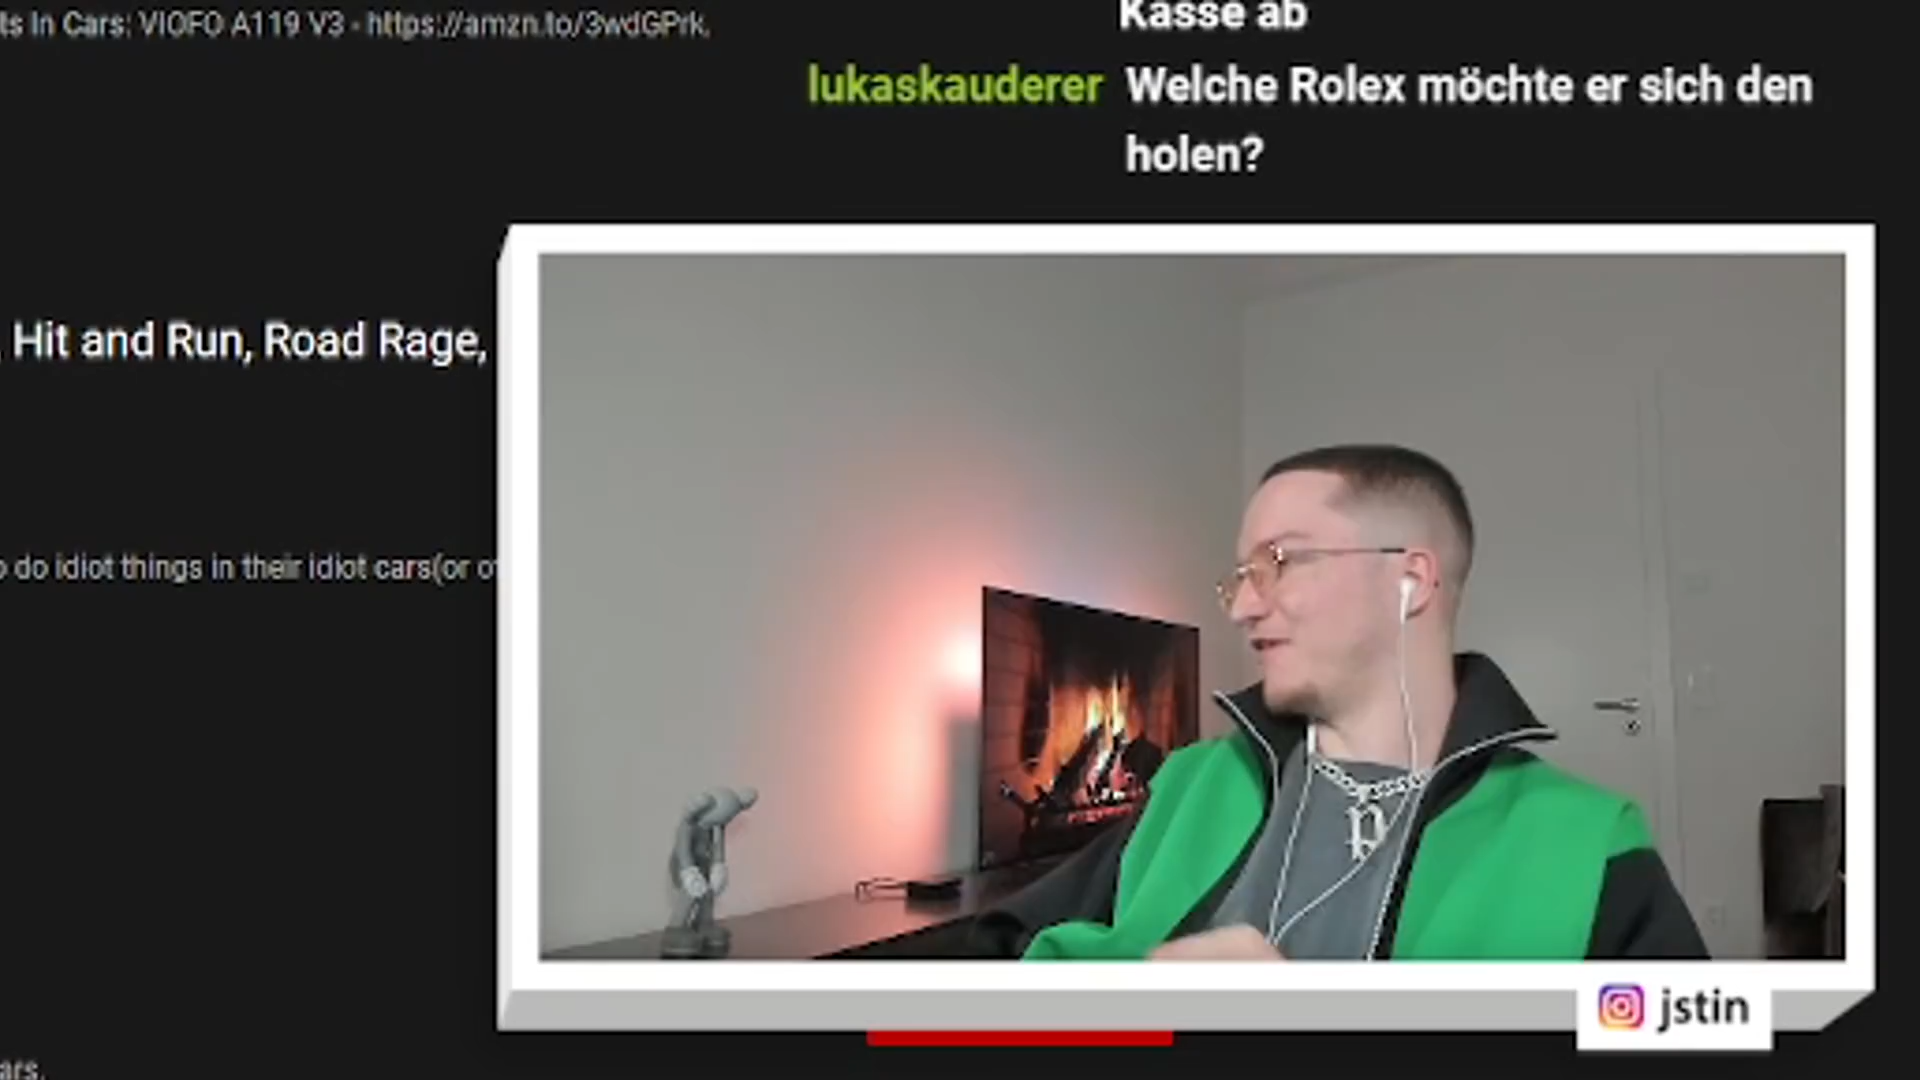 ts In Cars: VIOFO A119 V3 - https://amzn.to/3wdGPrk.
Kasse ab
lukaskauderer Welche Rolex möchte er sich den
holen?
, Hit and Run, Road Rage,
do idiot things in their idiot cars(or
jstin
ars.